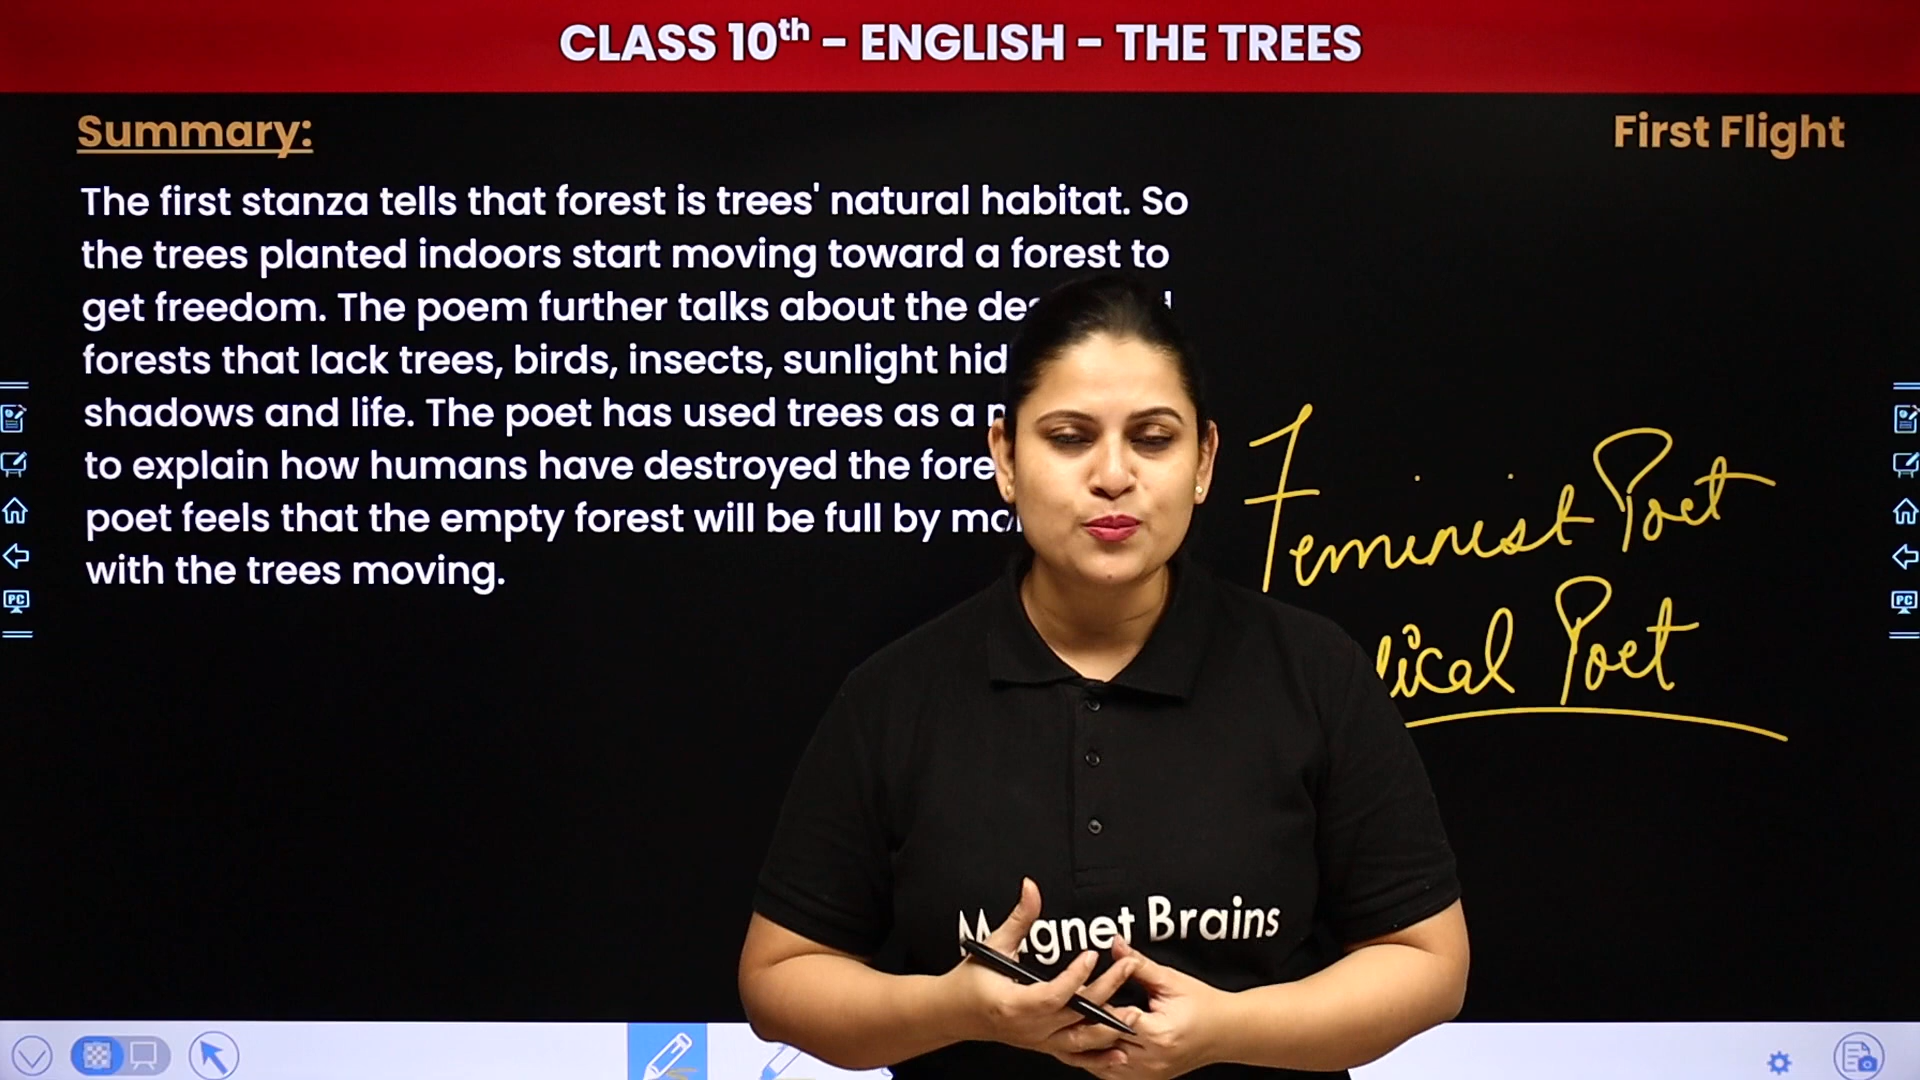 CLASS 10th - ENGLISH - THE TREES
Summary:
First Flight
The first stanza tells that forest is trees' natural habitat. So
the trees planted indoors start moving toward a forest to
get freedom. The poem further talks about the
forests that lack trees, birds, insects, sunlight
shadows and life. The poet has used trees as a
to explain how humans have destroyed the
poet feels that the empty forest will be full by
with the trees moving.
Feminist Poet
Poet
Magnet Brains
PC
PC